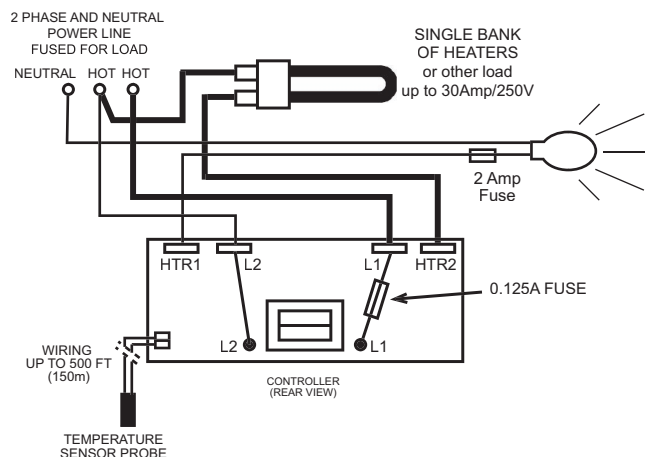 2 PHASE AND NEUTRAL
POWER LINE
FUSED FOR LOAD
NEUTRAL HOT HOT
SINGLE BANK
OF HEATERS
or other load
up to 30Amp/250V
2 Amp
Fuse
HTR1 L2 L1 HTR2
0.125A FUSE
L2 L1
WIRING
UP TO 500 FT
(150m)
CONTROLLER
(REAR VIEW)
TEMPERATURE
SENSOR PROBE